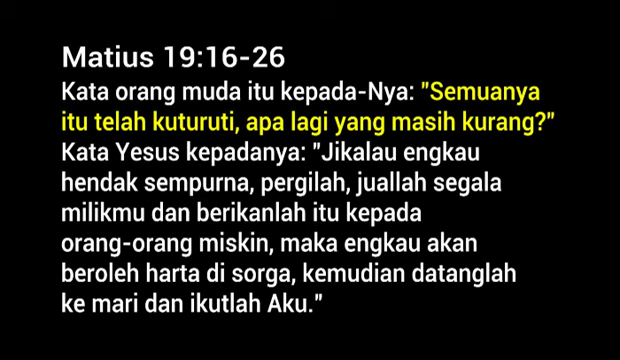 Matius 19:16-26
Kata orang muda itu kepada-Nya: "Semuanya
itu telah kuturuti, apa lagi yang masih kurang?"
Kata Yesus kepadanya: "Jikalau engkau
hendak sempurna, pergilah, juallah segala
milikmu dan berikanlah itu kepada
orang-orang miskin, maka engkau akan
beroleh harta di sorga, kemudian datanglah
ke mari dan ikutlah Aku."